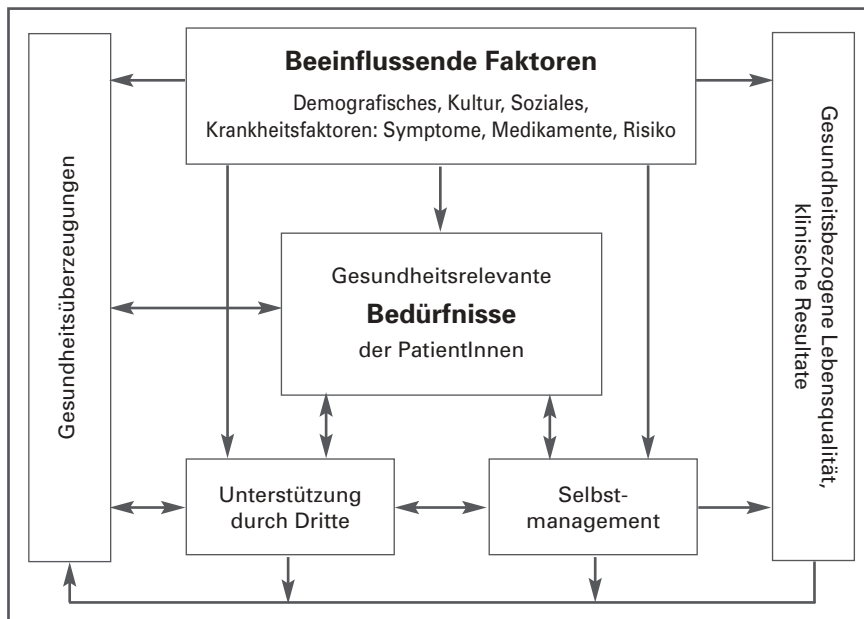 Beeinflussende Faktoren
Demografisches, Kultur, Soziales,
Krankheitsfaktoren: Symptome, Medikamente, Risiko
Gesundheitsüberzeugungen
Gesundheitsrelevante
Bedürfnisse
der PatientInnen
Gesundheitsbezogene Lebensqualität,
klinische Resultate
Unterstützung
durch Dritte
Selbst-
management